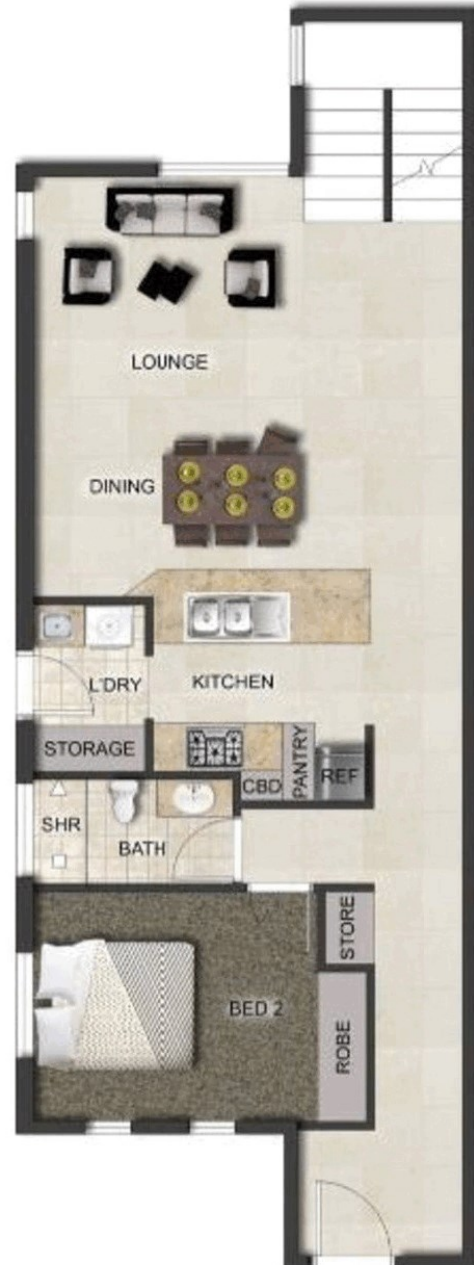 LOUNGE
DINING
L'DRY
KITCHEN
STORAGE
PANTRY
REF
CBD
SHR
BATH
STORE
BED 2
ROBE